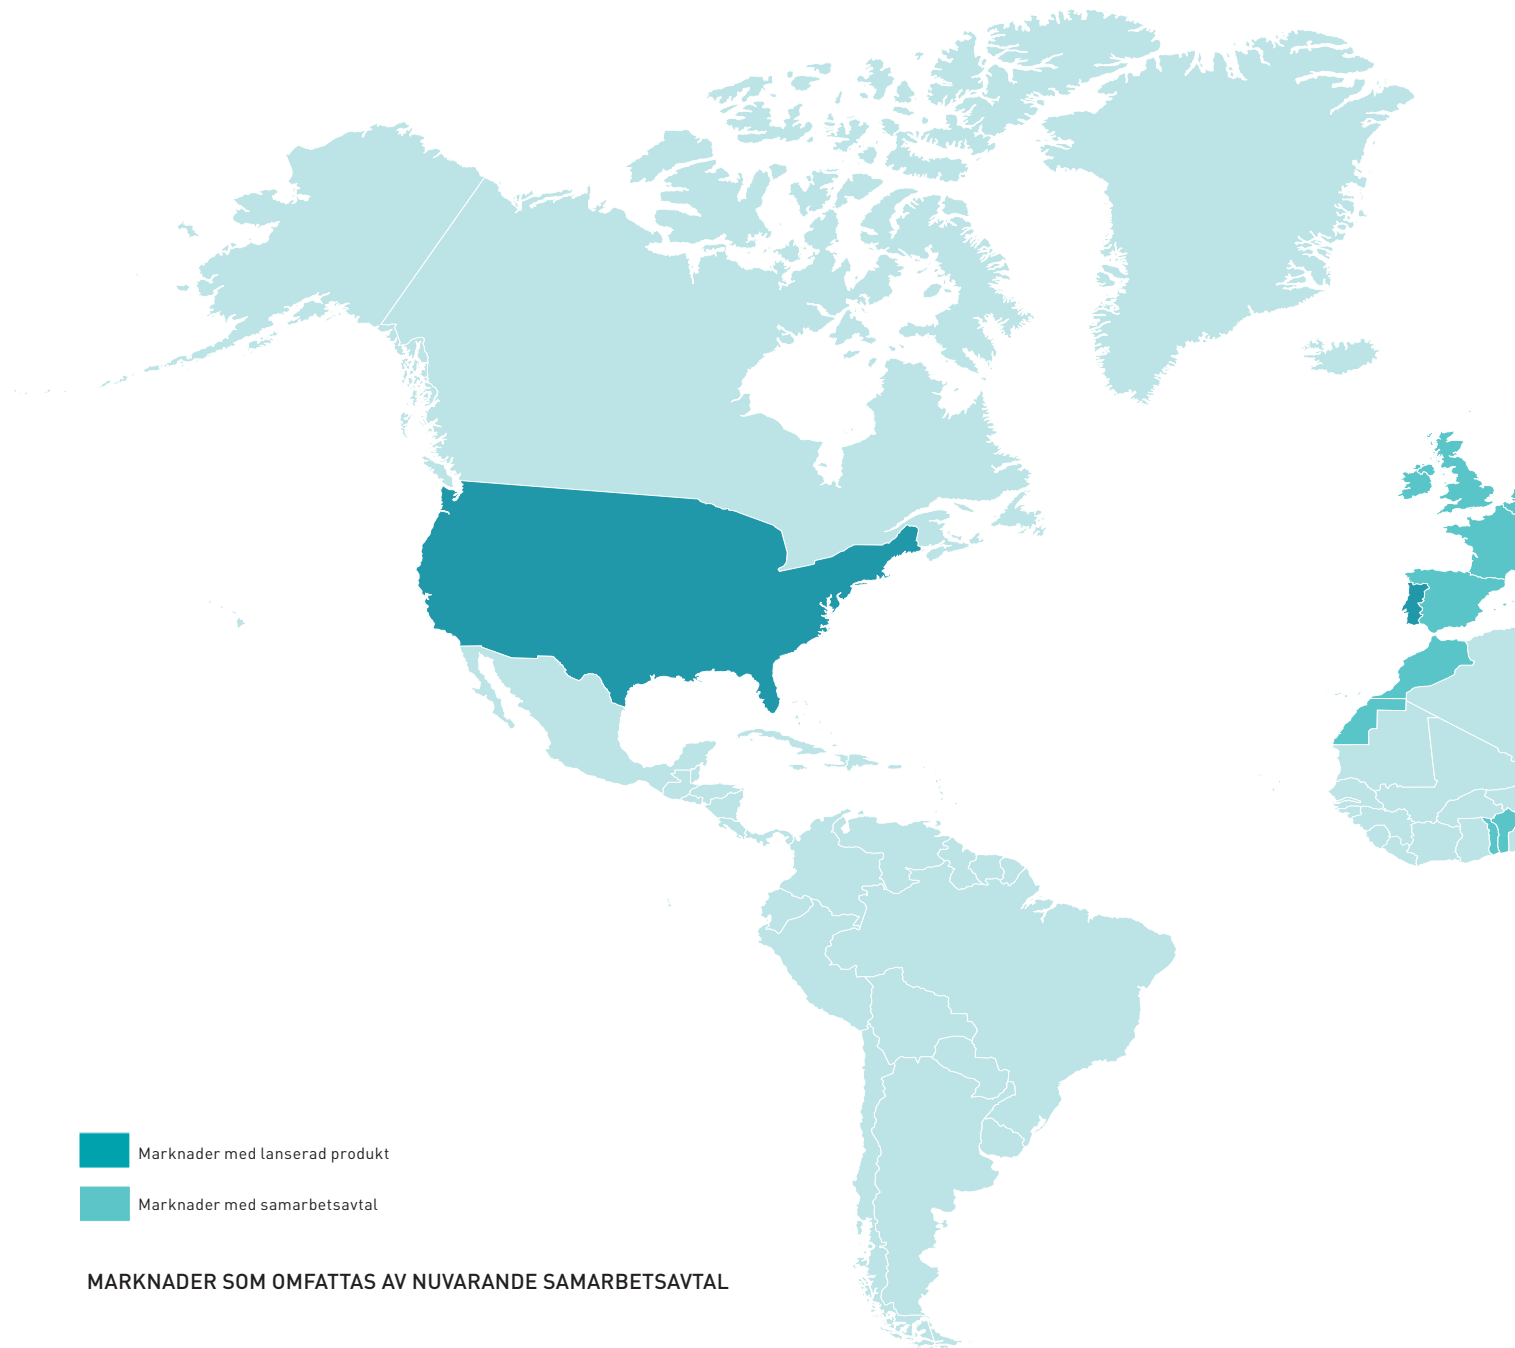 Marknader med lanserad produkt
Marknader med samarbetsavtal
MARKNADER SOM OMFATTAS AV NUVARANDE SAMARBETSAVTAL